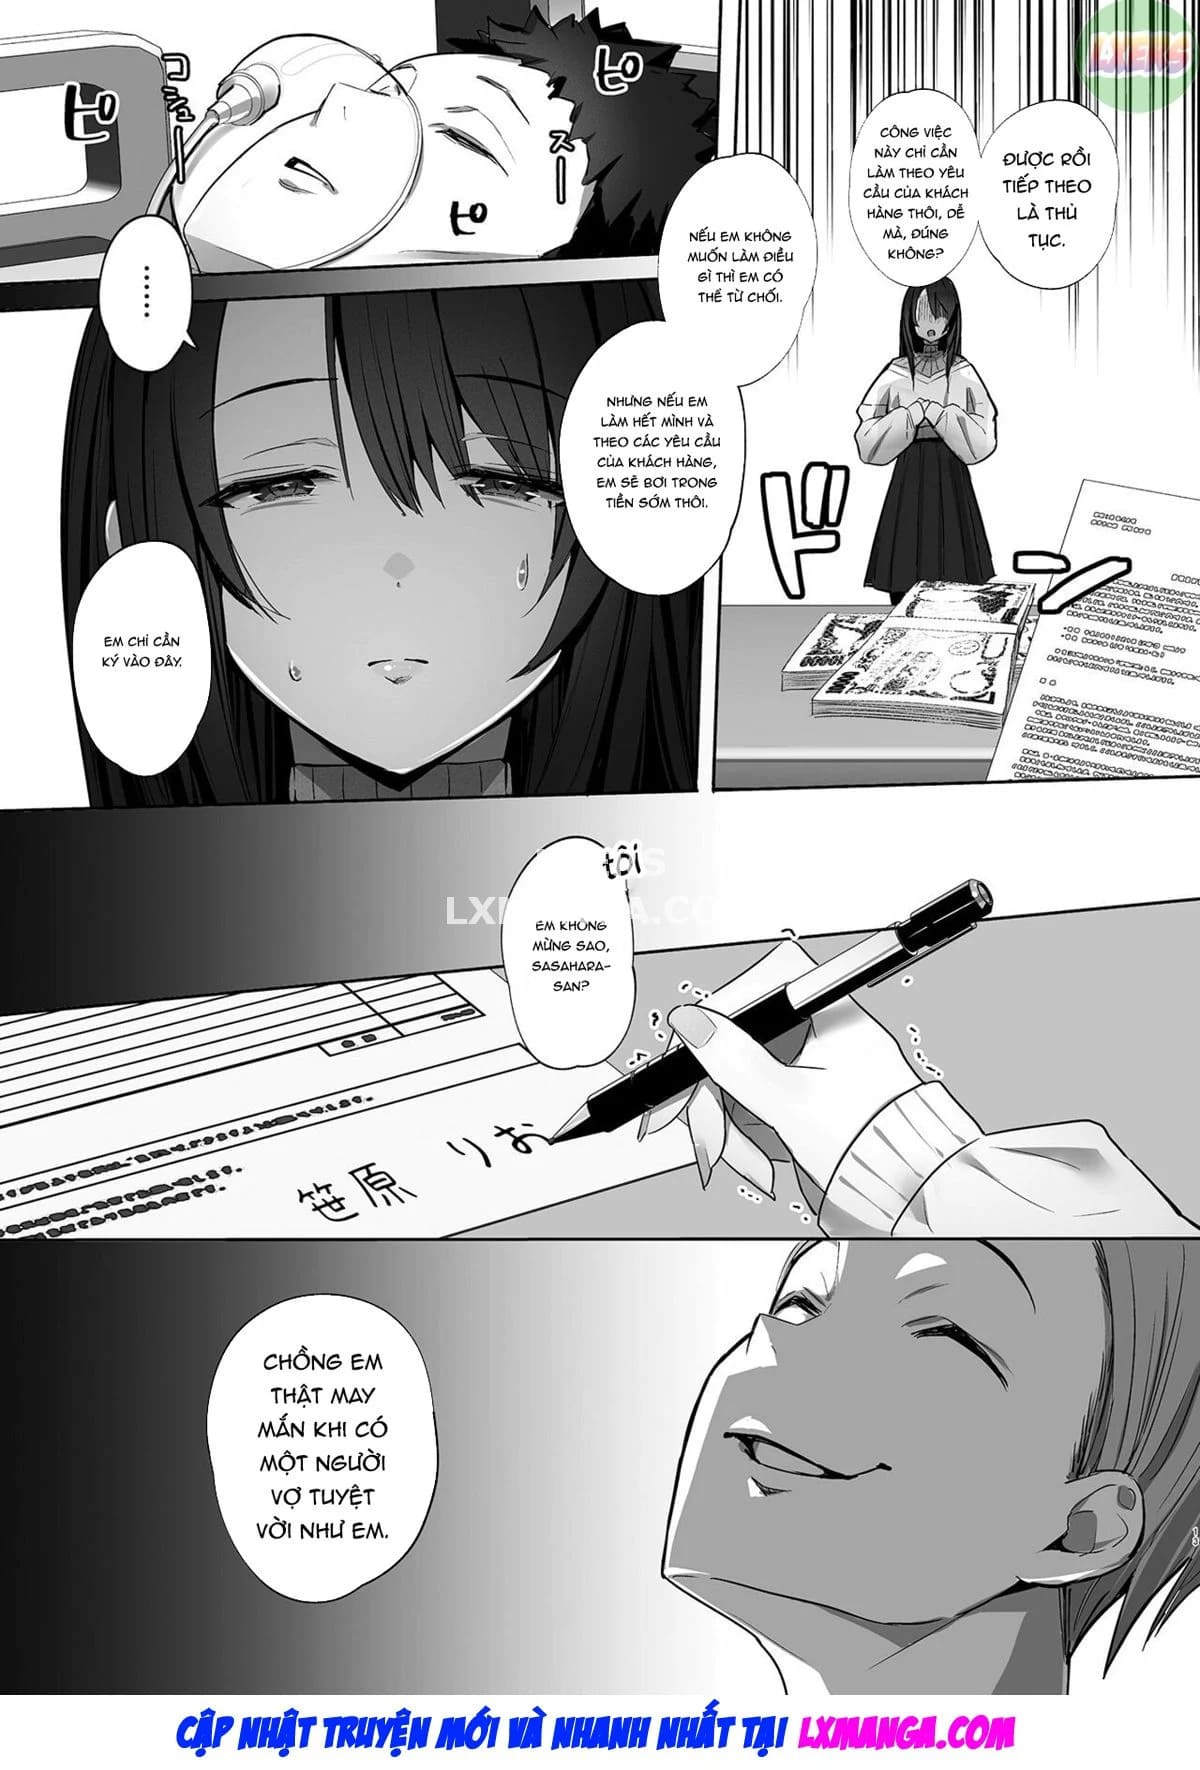 LXERS
ĐƯỢC RỒI
TIẾP THEO
LÀ THỦ
TỤC.
CÔNG VIỆC
NÀY CHỈ CẦN
LÀM THEO YÊU
CẦU CỦA KHÁCH
HÀNG THÔI, DỄ
MÀ, ĐÚNG
KHÔNG?
ドン
NẾU EM KHÔNG
MUỐN LÀM ĐIỀU
GÌ THÌ EM CÓ
THỂ TỪ CHỐI.
NHƯNG NẾU EM
LÀM HẾT MÌNH VÀ
THEO CÁC YÊU CẦU
CỦA KHÁCH HÀNG,
EM SẼ BƠI TRONG
TIỀN SỚM THÔI.
ピ
スー
ピ
コシュー
ピ
......
EM CHỈ CẦN
KÝ VÀO ĐÂY.
tôi
EM KHÔNG
MỪNG SAO,
SASAHARA-
SAN?
笹原 りお
CHỒNG EM
THẬT MAY
MẮN KHI CÓ
MỘT NGƯỜI
VỢ TUYỆT
VỜI NHƯ EM.
13
CẬP NHẬT TRUYỆN MỚI VÀ NHANH NHẤT TẠI LXMANGA.COM